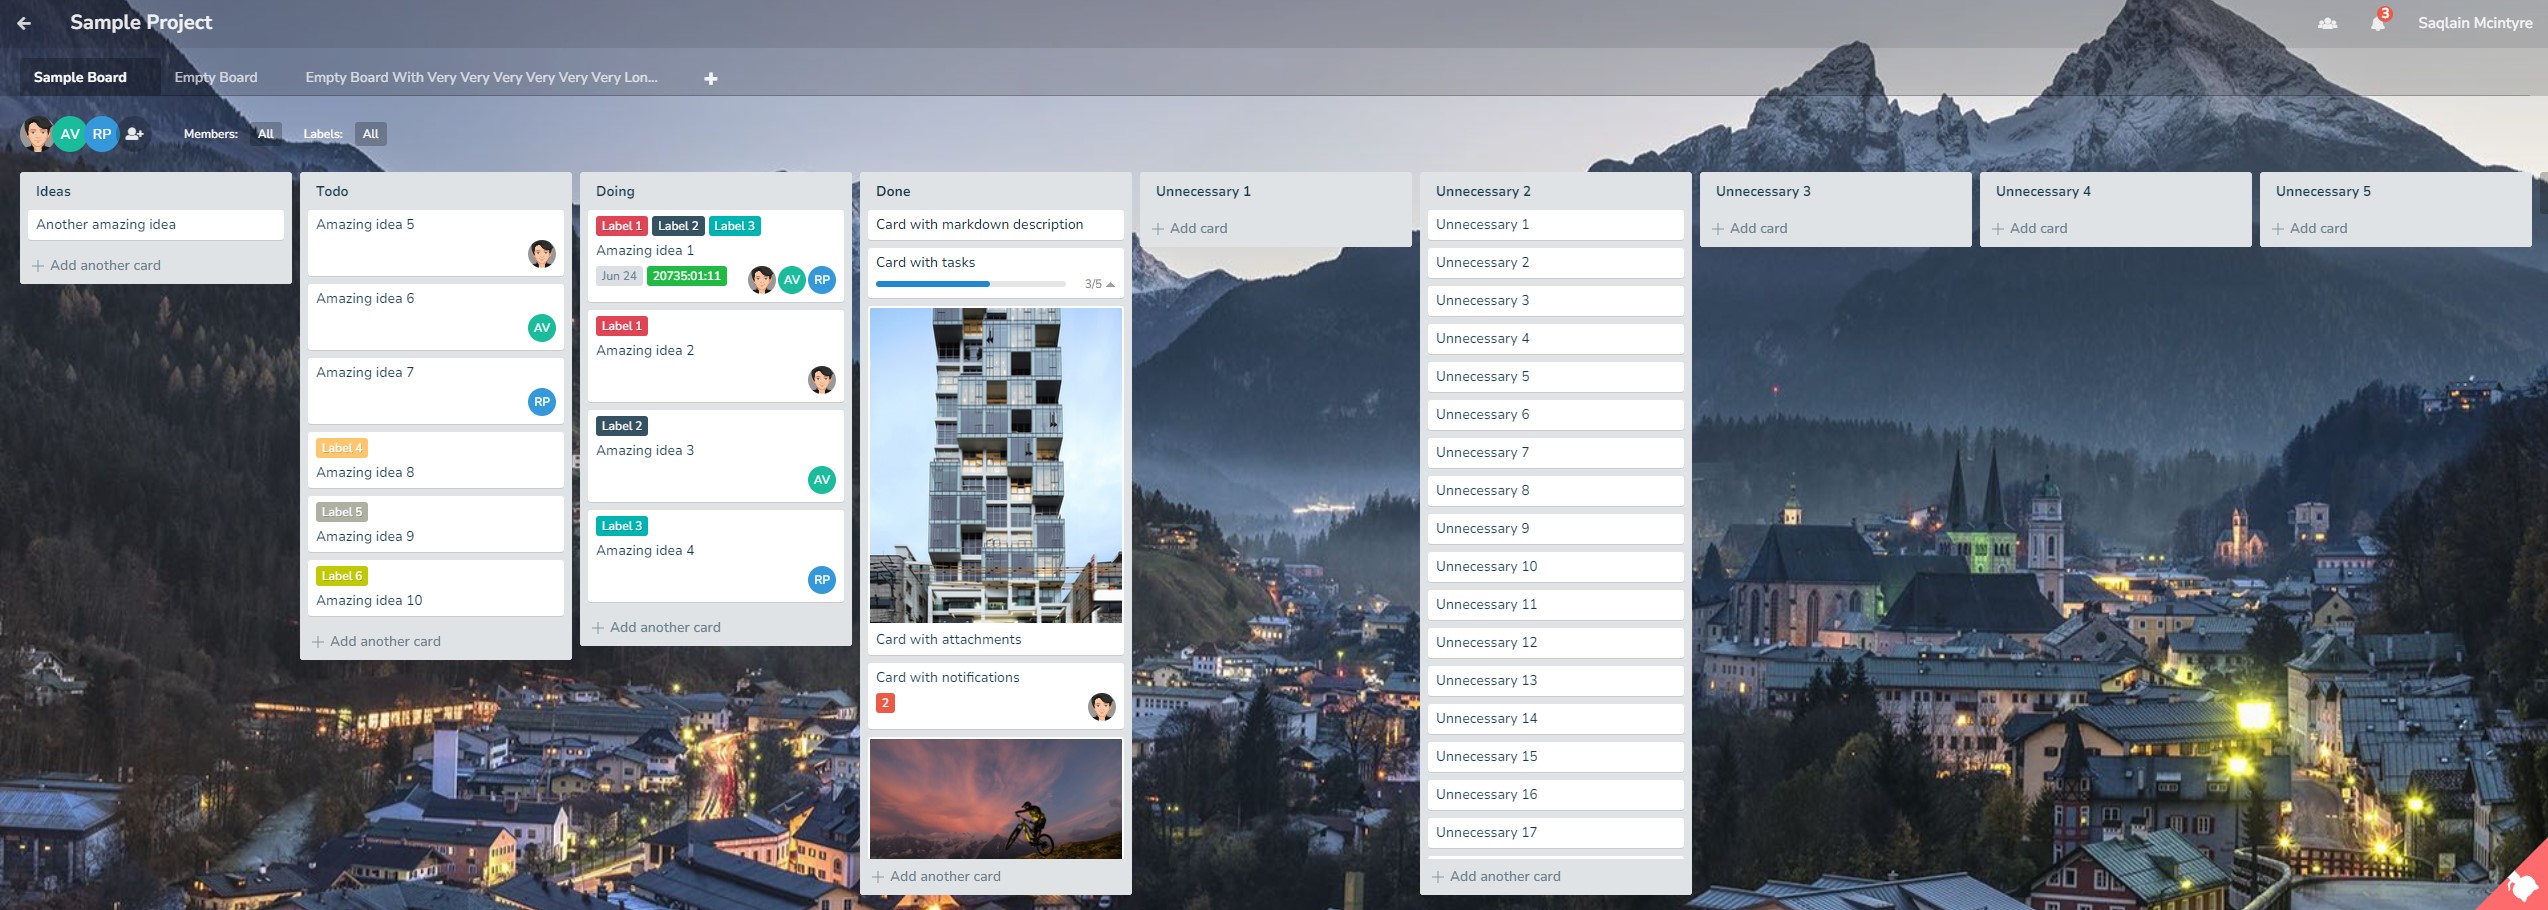 Sample Project
3
Saqlain Mcintyre
Sample Board
Empty Board
Empty Board With Very Very Very Very Very Very Lon...
AV
RP
Members:
All
Labels:
All
Ideas
Another amazing idea
Add another card
Todo
Amazing idea 5
Amazing idea 6
AV
Amazing idea 7
RP
Label 4
Amazing idea 8
Label 5
Amazing idea 9
Label 6
Amazing idea 10
Add another card
Doing
Label 1 Label 2 Label 3
Amazing idea 1
Jun 24 20735:01:11 AV RP
Label 1
Amazing idea 2
Label 2
Amazing idea 3
AV
Label 3
Amazing idea 4
RP
Add another card
Done
Card with markdown description
Card with tasks
3/5
Card with attachments
Card with notifications
2
Add another card
Unnecessary 1
Add card
Unnecessary 2
Unnecessary 1
Unnecessary 2
Unnecessary 3
Unnecessary 4
Unnecessary 5
Unnecessary 6
Unnecessary 7
Unnecessary 8
Unnecessary 9
Unnecessary 10
Unnecessary 11
Unnecessary 12
Unnecessary 13
Unnecessary 14
Unnecessary 15
Unnecessary 16
Unnecessary 17
Add another card
Unnecessary 3
Add card
Unnecessary 4
Add card
Unnecessary 5
Add card